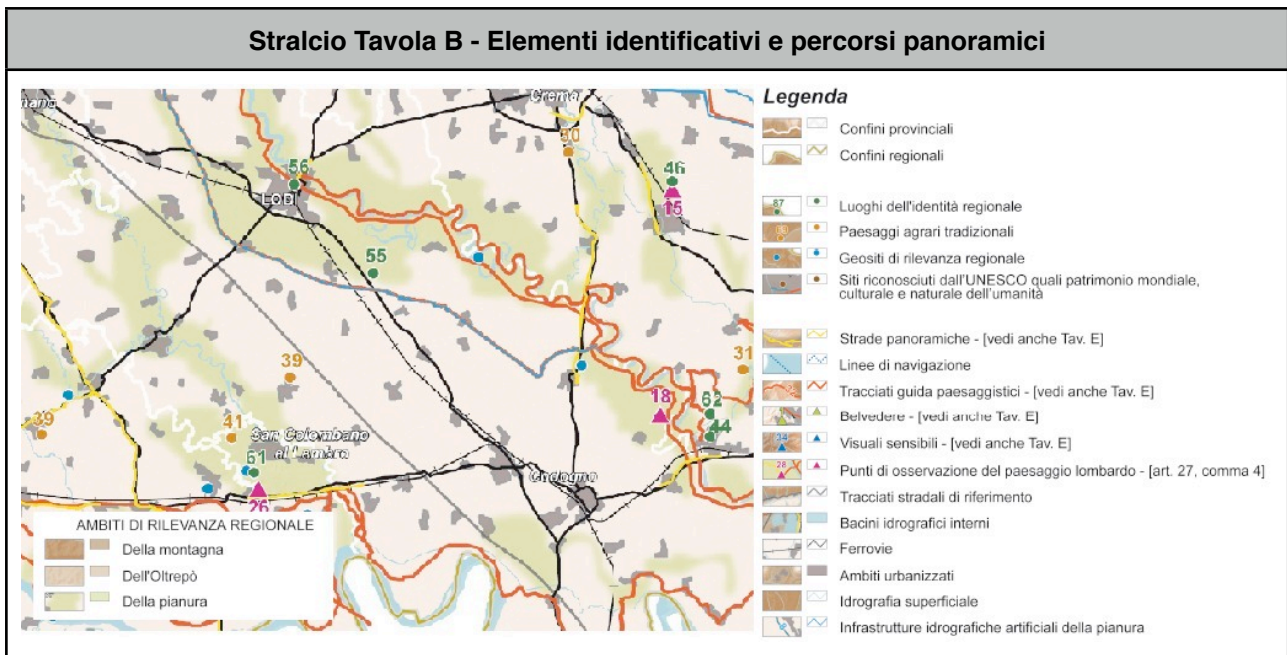 Stralcio Tavola B - Elementi identificativi e percorsi panoramici
Crema
90
56
LODI
46
15
55
39
31
18
62
44
39
41
San Colombano
al Lambro
61
26
Codogno
AMBITI DI RILEVANZA REGIONALE
Della montagna
Dell'Oltrepò
Della pianura
Legenda
Confini provinciali
Confini regionali
87
Luoghi dell'identità regionale
Paesaggi agrari tradizionali
Geositi di rilevanza regionale
Siti riconosciuti dall'UNESCO quali patrimonio mondiale,
culturale e naturale dell'umanità
Strade panoramiche - [vedi anche Tav. E]
Linee di navigazione
Tracciati guida paesaggistici - [vedi anche Tav. E]
Belvedere - [vedi anche Tav. E]
34
Visuali sensibili - [vedi anche Tav. E]
28
Punti di osservazione del paesaggio lombardo - [art. 27, comma 4]
Tracciati stradali di riferimento
Bacini idrografici interni
Ferrovie
Ambiti urbanizzati
Idrografia superficiale
Infrastrutture idrografiche artificiali della pianura